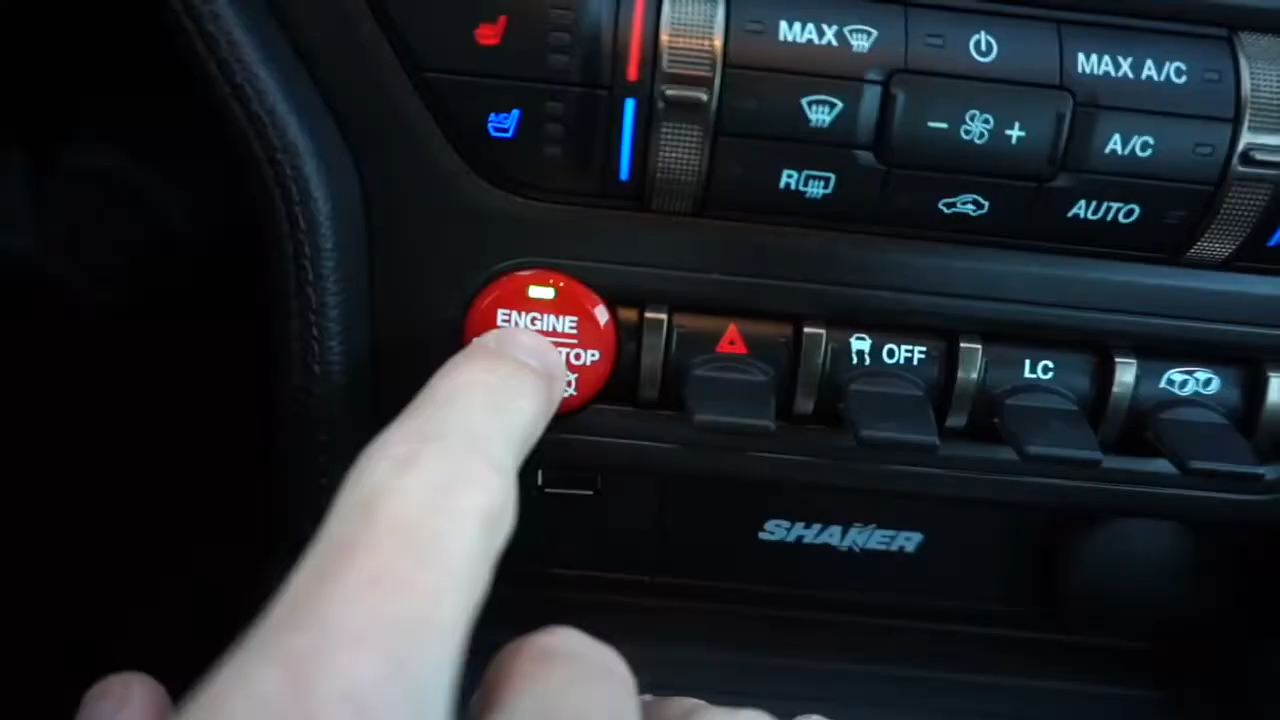 MAX
MAX A/C
A/C
- +
R
AUTO
A/C
ENGINE
TOP
OFF
LC
SHAKER